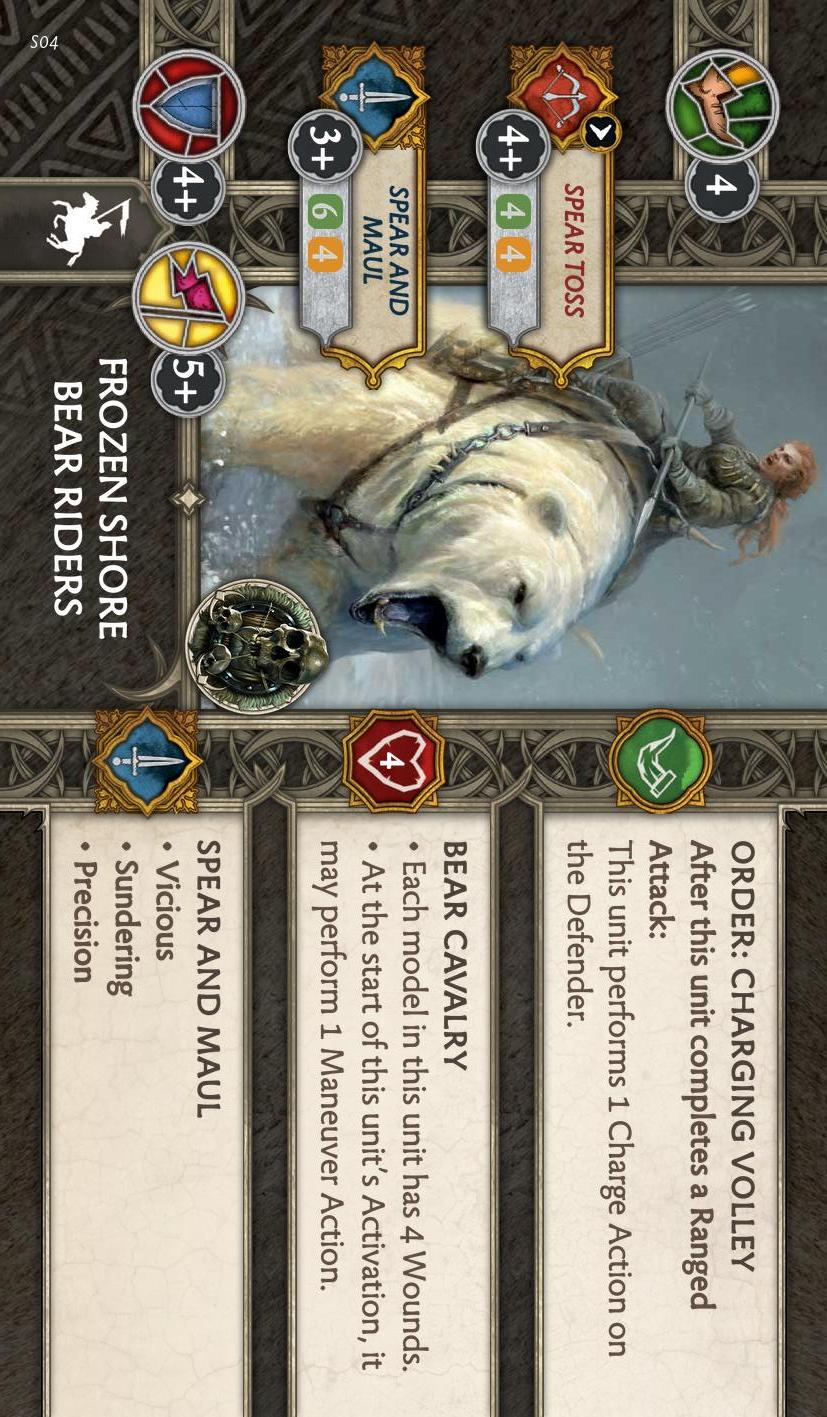 4
SPEAR TOSS
4+
4 4
SPEAR AND
MAUL
3+
6 4
4+
5+
FROZEN SHORE
BEAR RIDERS
ORDER: CHARGING VOLLEY
After this unit completes a Ranged
Attack:
This unit performs 1 Charge Action on
the Defender.
4
BEAR CAVALRY
• Each model in this unit has 4 Wounds.
• At the start of this unit's Activation, it
may perform 1 Maneuver Action.
SPEAR AND MAUL
• Vicious
• Sundering
• Precision
S04